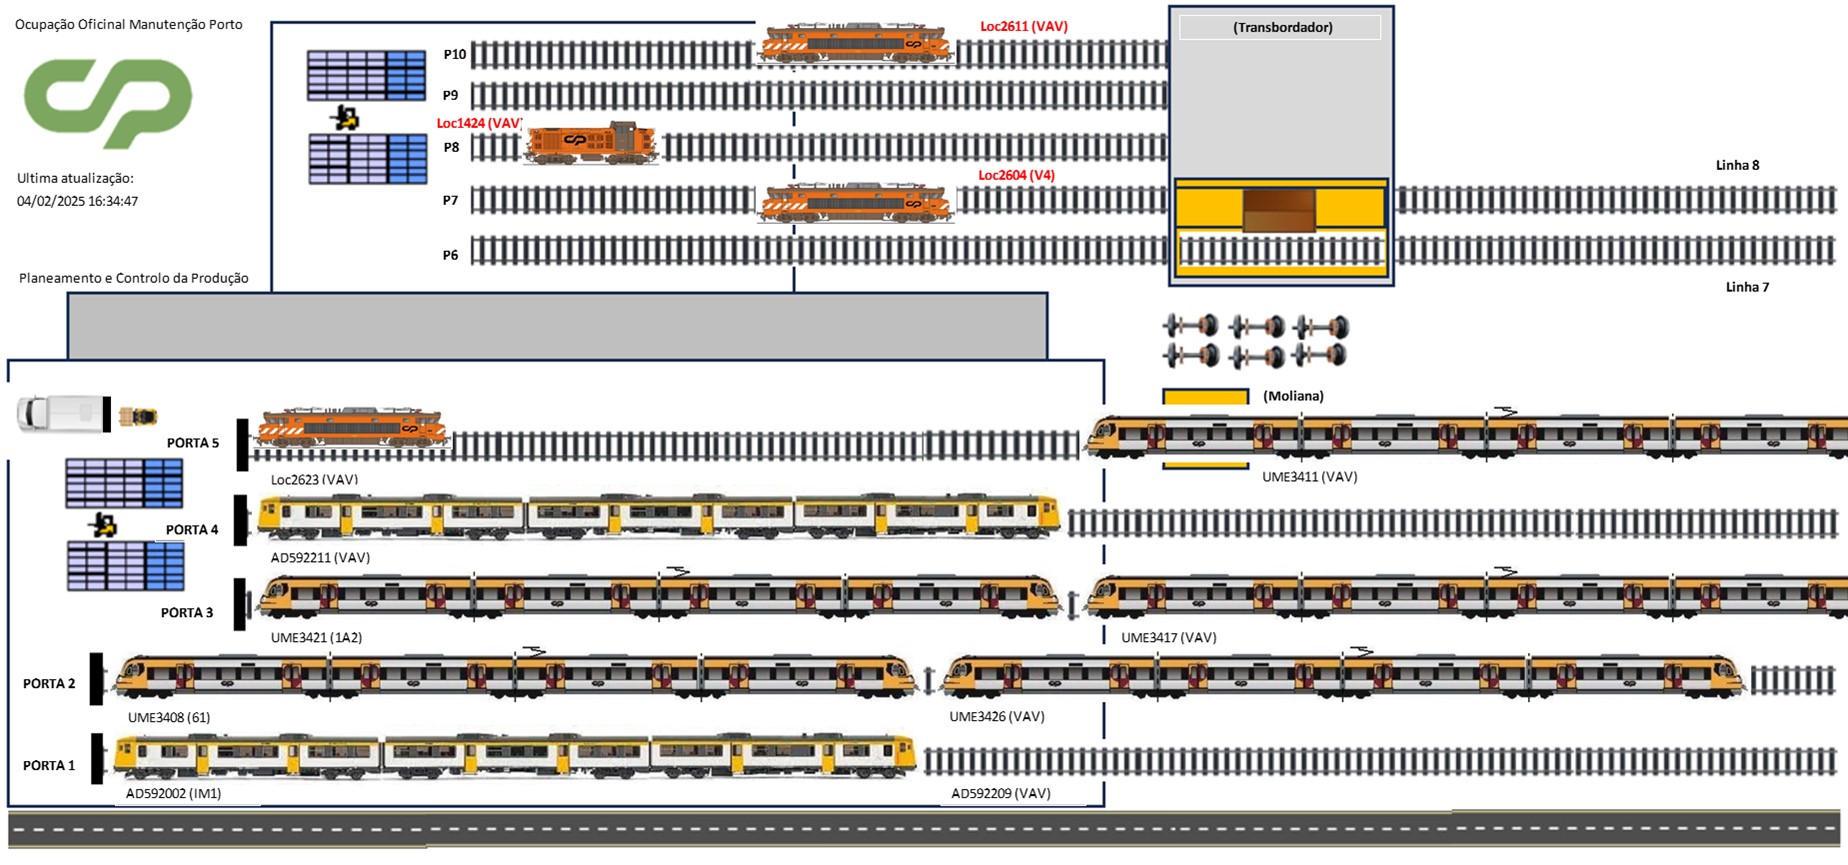 Ocupação Oficinal Manutenção Porto
Loc2611 (VAV)
(Transbordador)
P10
P9
Loc1424 (VAV)
P8
Linha 8
Ultima atualização:
04/02/2025 16:34:47
Loc2604 (V4)
P7
P6
Planeamento e Controlo da Produção
Linha 7
(Moliana)
PORTA 5
Loc2623 (VAV)
UME3411 (VAV)
PORTA 4
AD592211 (VAV)
PORTA 3
UME3421 (1A2)
UME3417 (VAV)
PORTA 2
UME3408 (61)
UME3426 (VAV)
PORTA 1
AD592002 (IM1)
AD592209 (VAV)